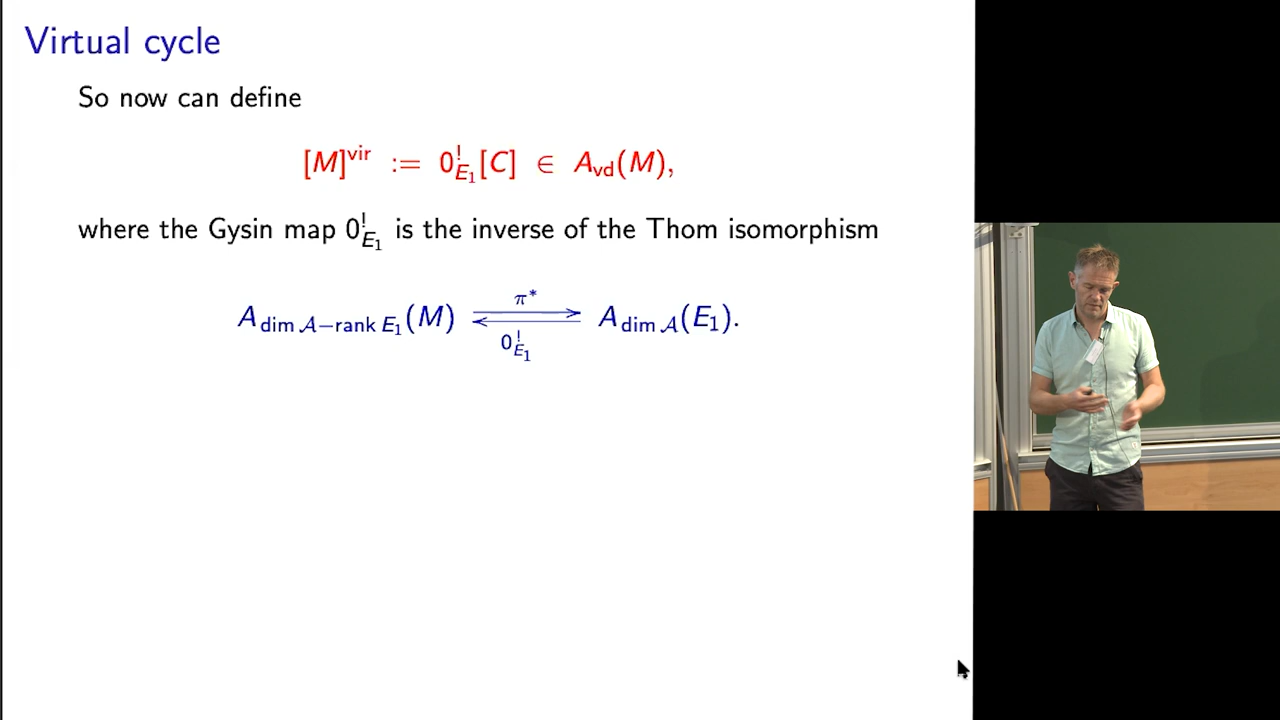 Virtual cycle
So now can define
[M]^vir := 0^!_{E_1}[C] ∈ A_vd(M),
where the Gysin map 0^!_{E_1} is the inverse of the Thom isomorphism
A_{dim 𝒜−rank E_1}(M) ⇄^{π^*}_{0^!_{E_1}} A_{dim 𝒜}(E_1).